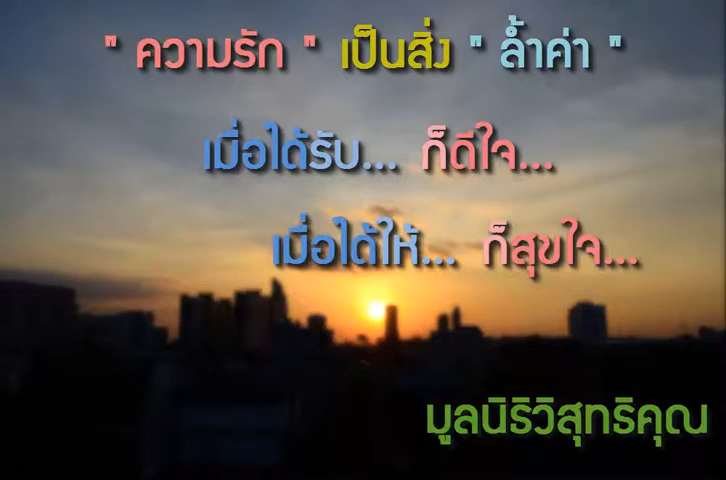 " ความรัก " เป็นสิ่ง " ล้ำค่า "
เมื่อได้รับ... ก็ดีใจ...
เมื่อได้ให้... ก็สุขใจ...
มูลนิธิวิสุทธิคุณ